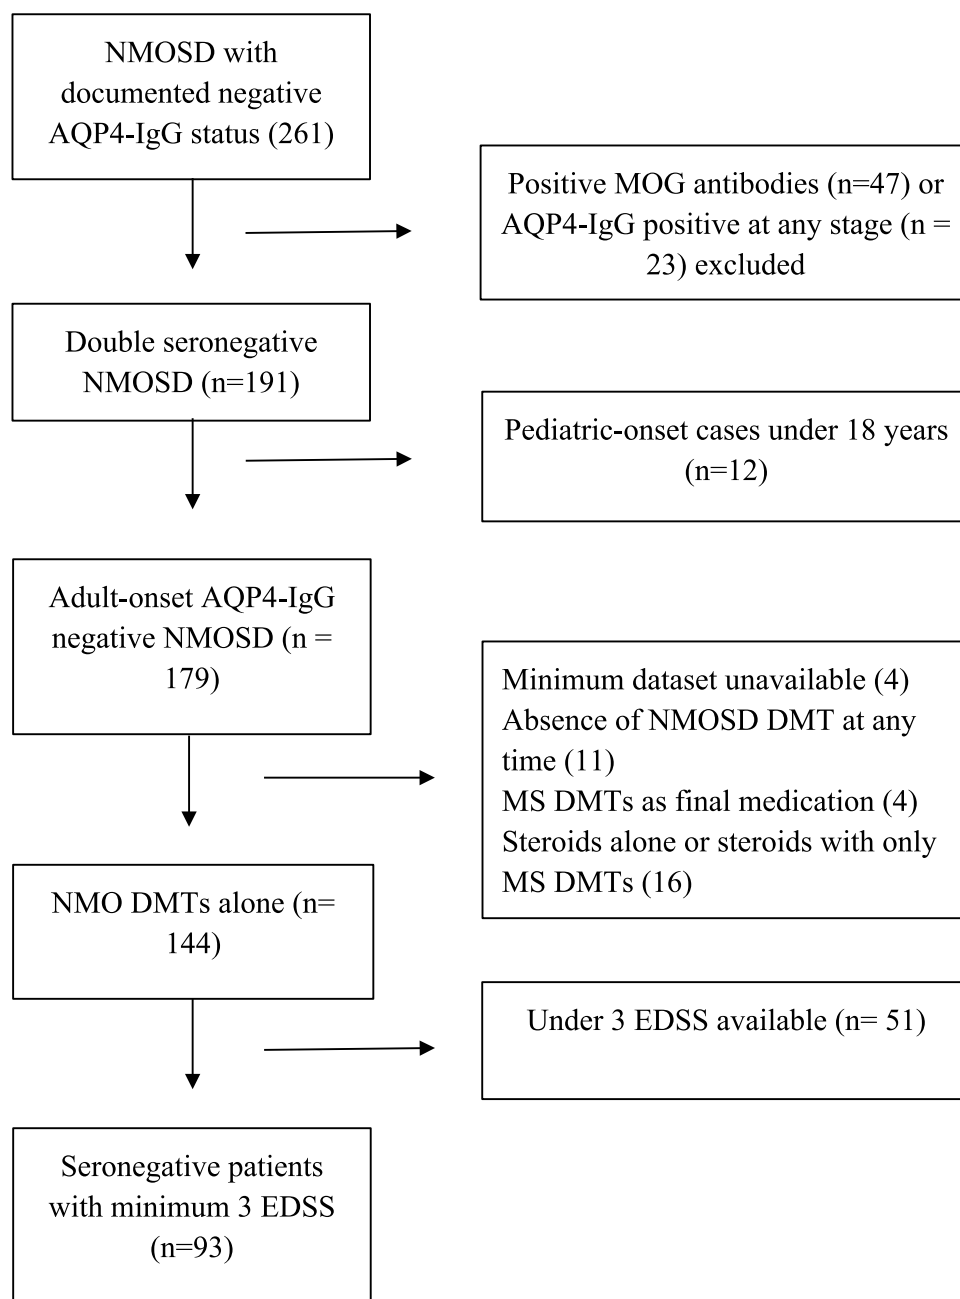 NMOSD with
documented negative
AQP4-IgG status (261)
Positive MOG antibodies (n=47) or
AQP4-IgG positive at any stage (n =
23) excluded
Double seronegative
NMOSD (n=191)
Pediatric-onset cases under 18 years
(n=12)
Adult-onset AQP4-IgG
negative NMOSD (n =
179)
Minimum dataset unavailable (4)
Absence of NMOSD DMT at any
time (11)
MS DMTs as final medication (4)
Steroids alone or steroids with only
MS DMTs (16)
NMO DMTs alone (n=
144)
Under 3 EDSS available (n= 51)
Seronegative patients
with minimum 3 EDSS
(n=93)